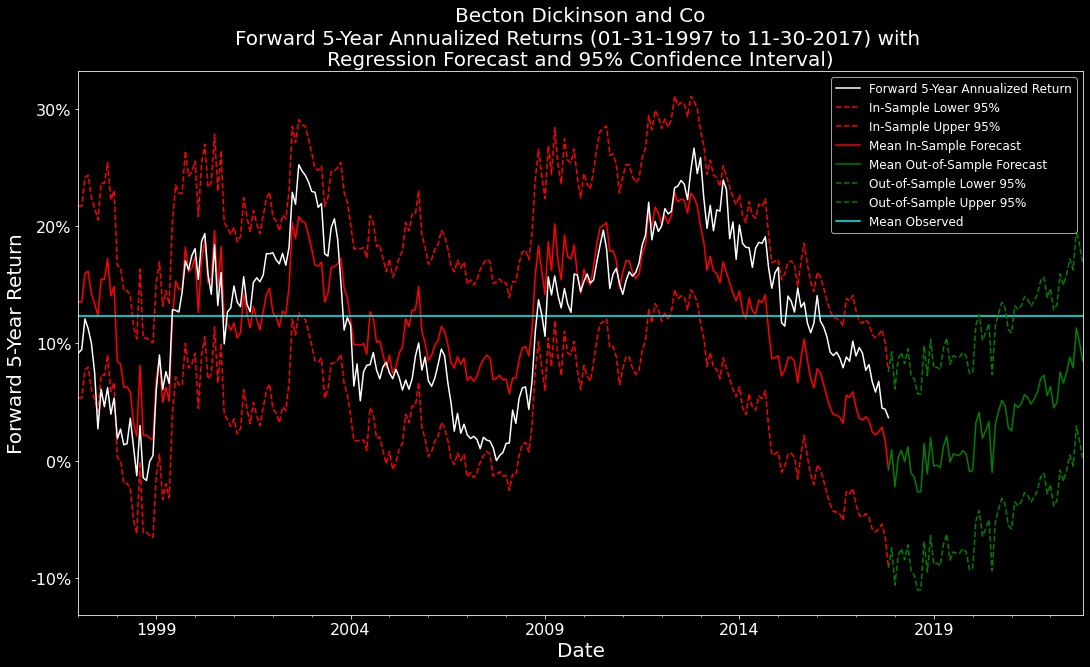 Becton Dickinson and Co
Forward 5-Year Annualized Returns (01-31-1997 to 11-30-2017) with
Regression Forecast and 95% Confidence Interval)
Forward 5-Year Annualized Return
In-Sample Lower 95%
In-Sample Upper 95%
Mean In-Sample Forecast
Mean Out-of-Sample Forecast
Out-of-Sample Lower 95%
Out-of-Sample Upper 95%
Mean Observed
Forward 5-Year Return
30%
20%
10%
0%
-10%
1999 2004 2009 2014 2019
Date